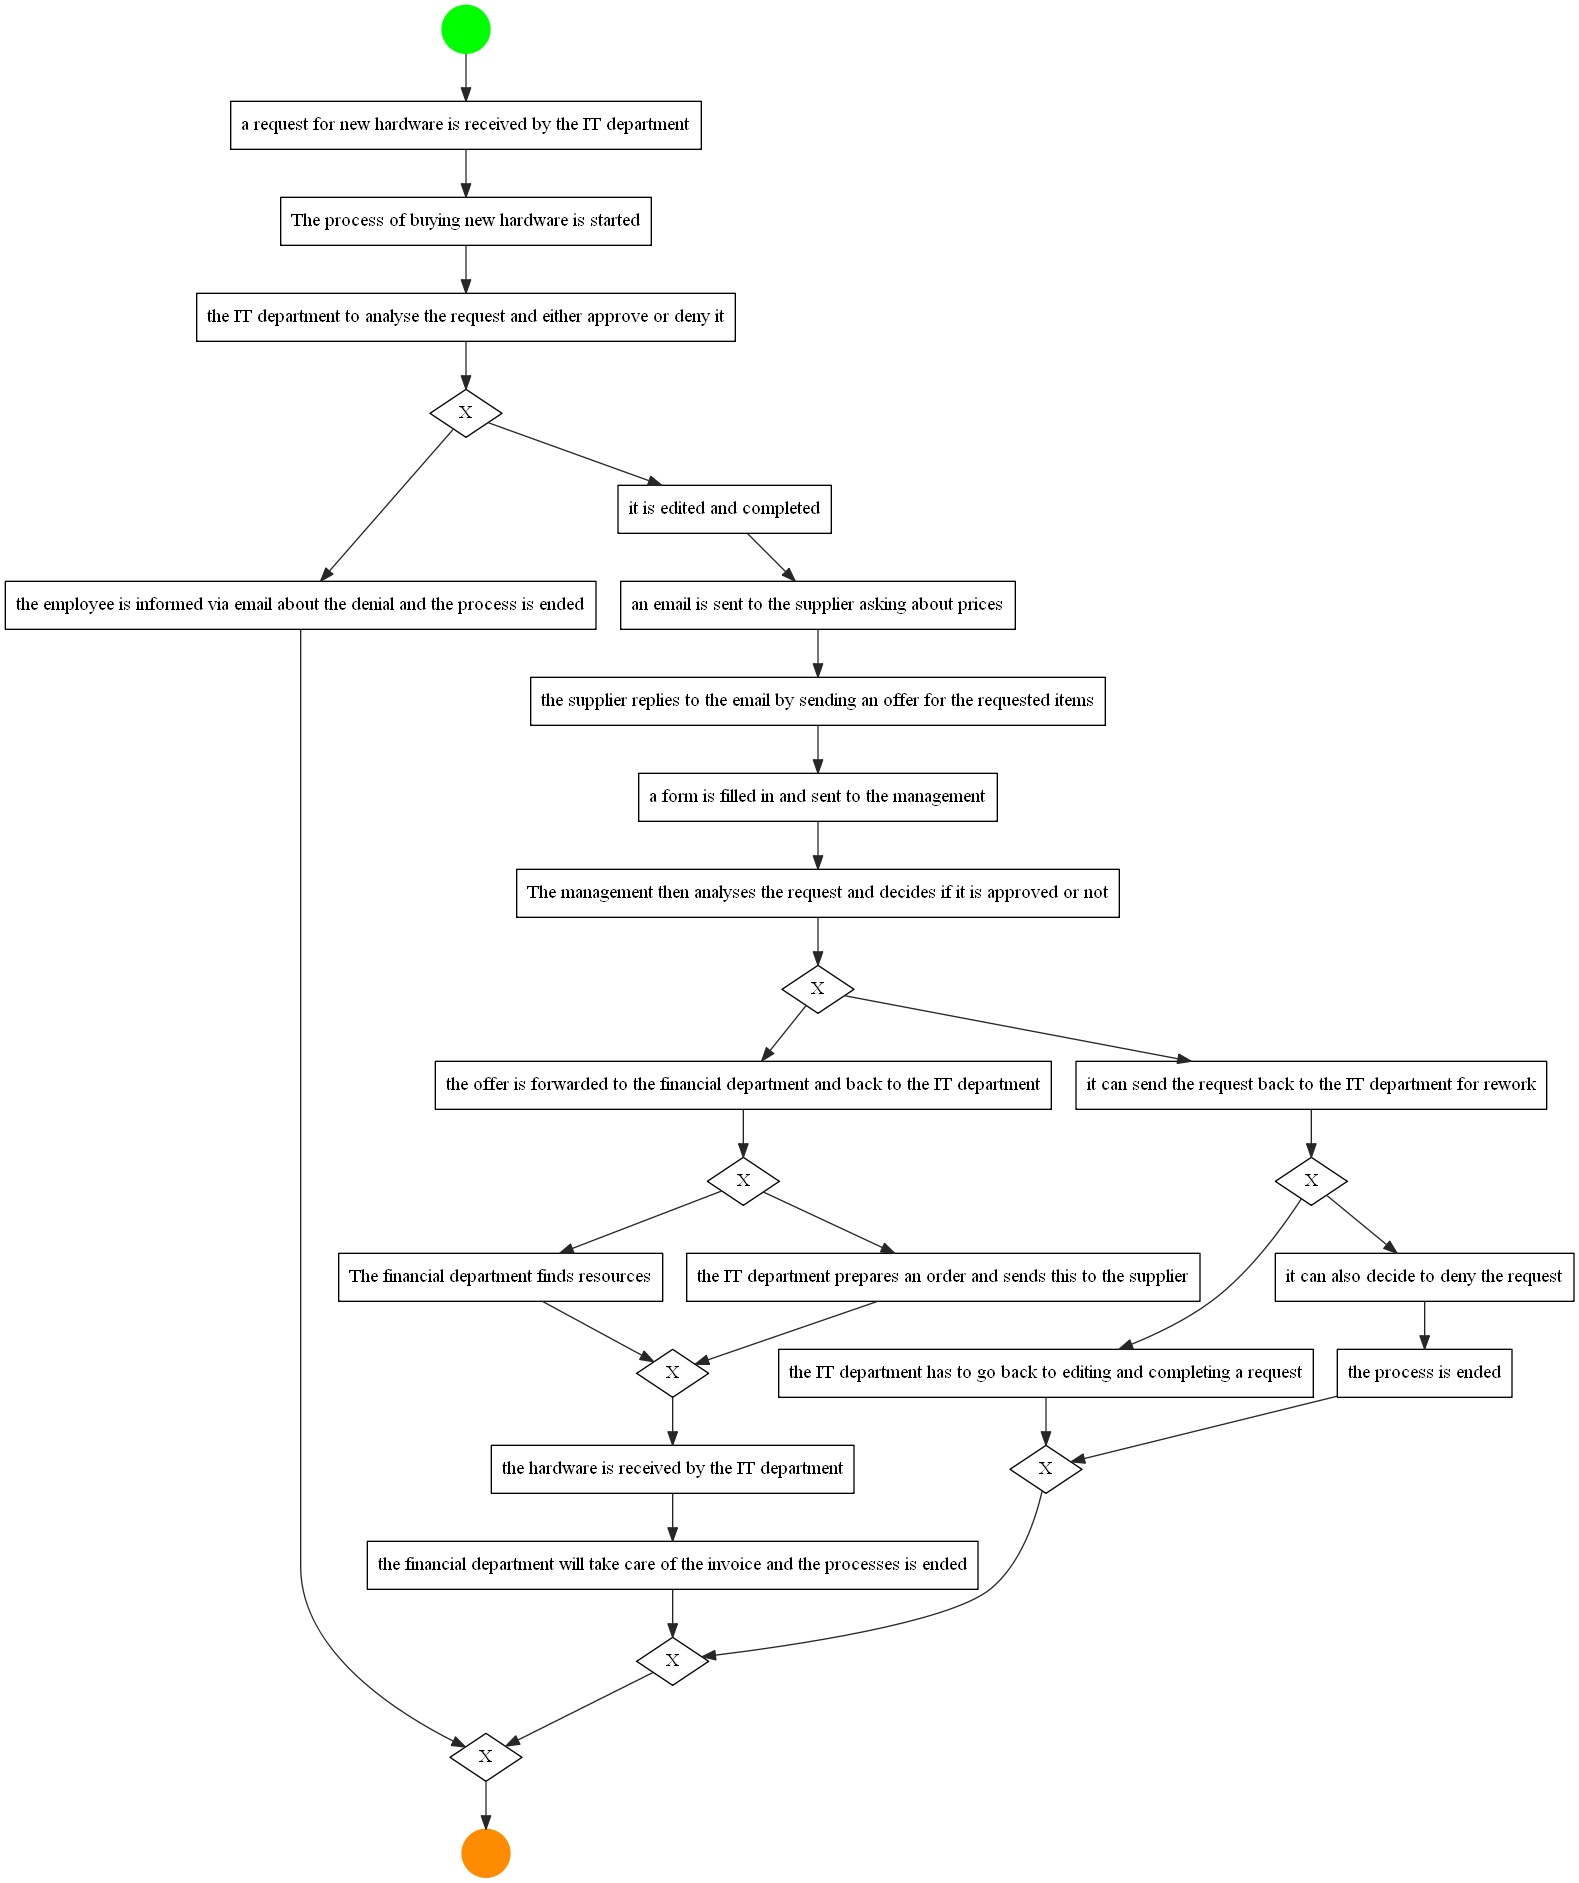 a request for new hardware is received by the IT department
The process of buying new hardware is started
the IT department to analyse the request and either approve or deny it
X
it is edited and completed
the employee is informed via email about the denial and the process is ended
an email is sent to the supplier asking about prices
the supplier replies to the email by sending an offer for the requested items
a form is filled in and sent to the management
The management then analyses the request and decides if it is approved or not
X
the offer is forwarded to the financial department and back to the IT department
it can send the request back to the IT department for rework
X
X
The financial department finds resources
the IT department prepares an order and sends this to the supplier
it can also decide to deny the request
X
the IT department has to go back to editing and completing a request
the process is ended
the hardware is received by the IT department
X
the financial department will take care of the invoice and the processes is ended
X
X